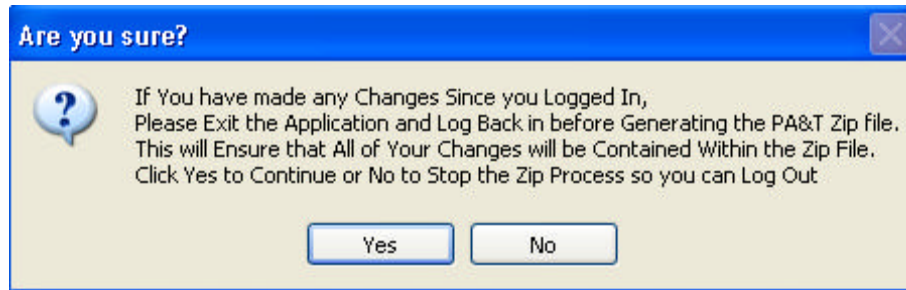 Are you sure?
If You have made any Changes Since you Logged In,
Please Exit the Application and Log Back in before Generating the PA&T Zip file.
This will Ensure that All of Your Changes will be Contained Within the Zip File.
Click Yes to Continue or No to Stop the Zip Process so you can Log Out
Yes No